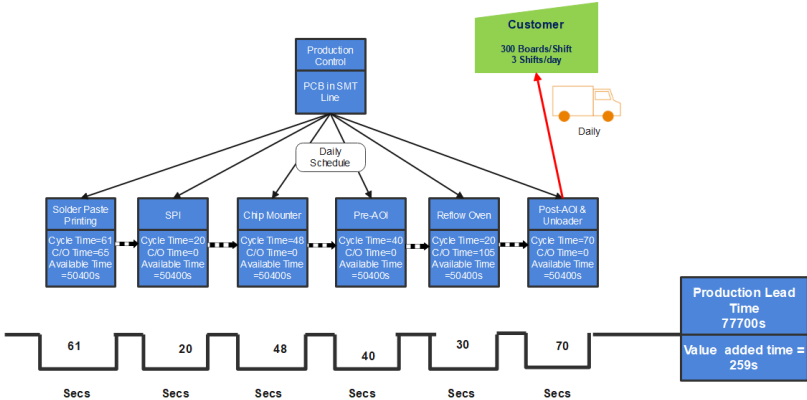 Customer
300 Boards/Shift
3 Shifts/day
Production
Control
PCB in SMT
Line
Daily
Daily
Schedule
Solder Paste
Printing
Cycle Time=61
C/O Time=65
Available Time
=50400s
SPI
Cycle Time=20
C/O Time=0
Available Time
=50400s
Chip Mounter
Cycle Time=48
C/O Time=0
Available Time
=50400s
Pre-AOI
Cycle Time=40
C/O Time=0
Available Time
=50400s
Reflow Oven
Cycle Time=20
C/O Time=105
Available Time
=50400s
Post-AOI &
Unloader
Cycle Time=70
C/O Time=0
Available Time
=50400s
Production Lead
Time
77700s
Value added time =
259s
61
20
48
40
30
70
Secs
Secs
Secs
Secs
Secs
Secs